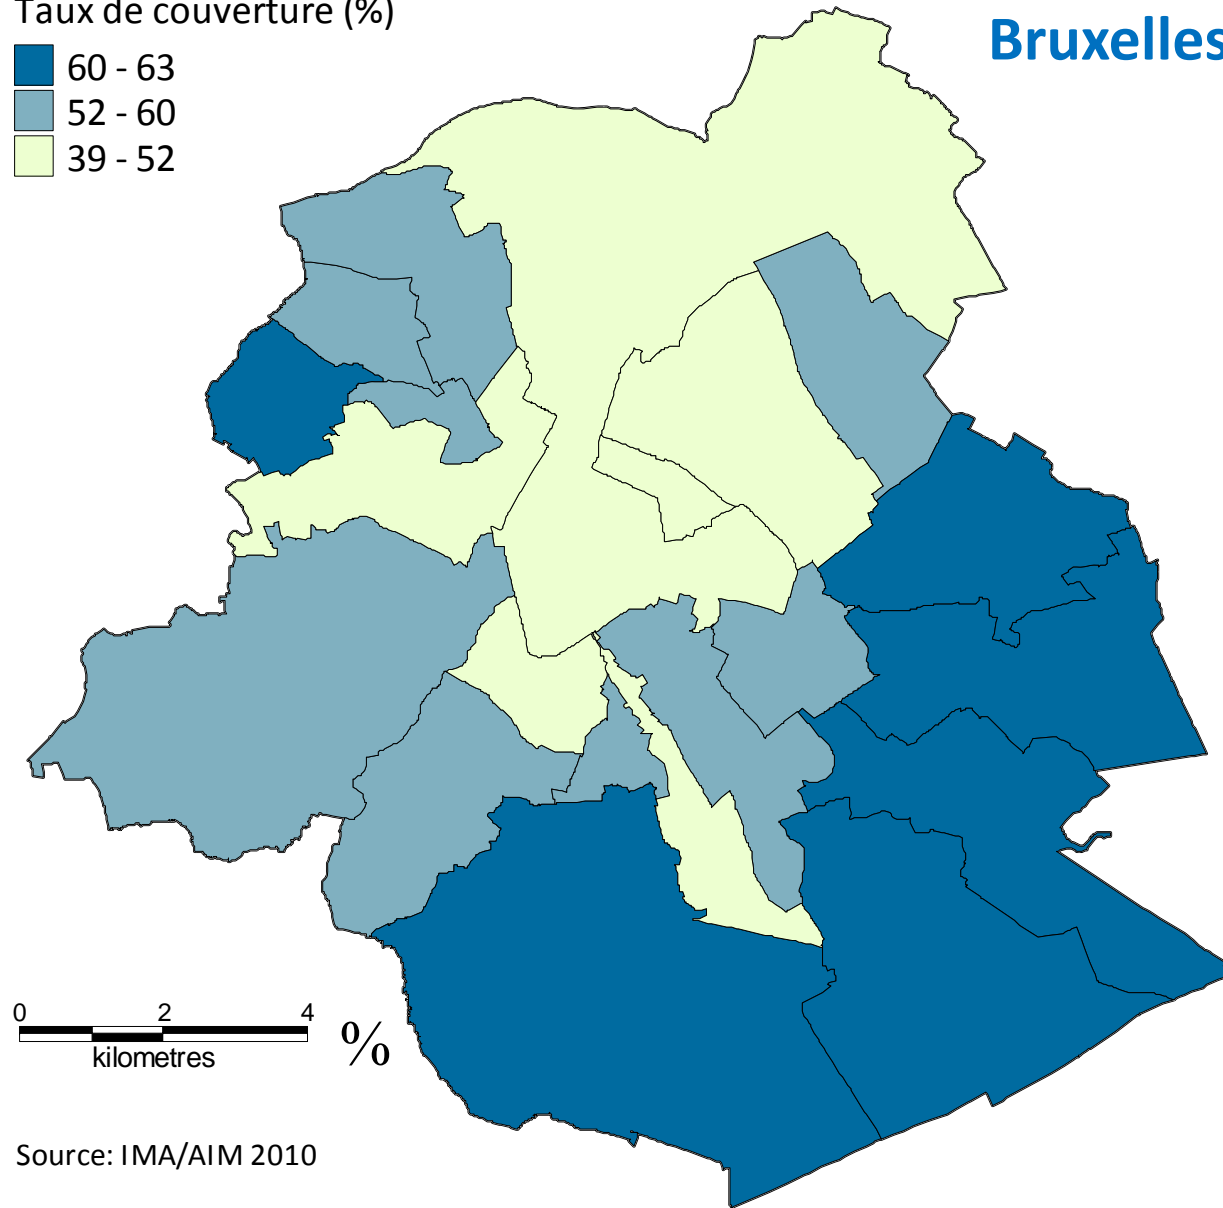 Taux de couverture (%)
Bruxelles
60 - 63
52 - 60
39 - 52
0 2 4
kilometres
%
Source: IMA/AIM 2010